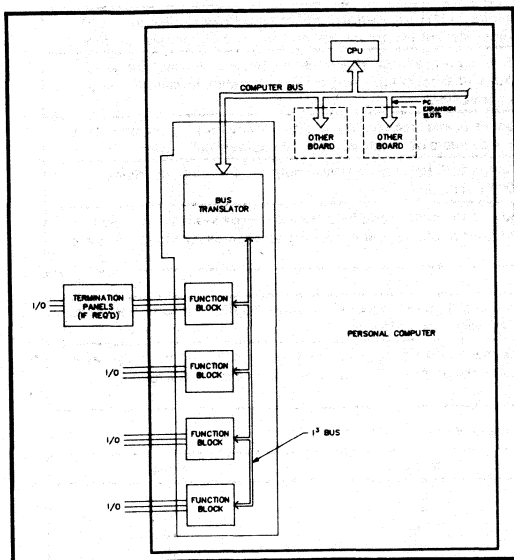 CPU
COMPUTER BUS
PC
EXPANSION
SLOTS
OTHER
BOARD
OTHER
BOARD
BUS
TRANSLATOR
I/O
TERMINATION
PANELS
(IF REQ'D)
FUNCTION
BLOCK
PERSONAL COMPUTER
I/O
FUNCTION
BLOCK
I/O
FUNCTION
BLOCK
I³ BUS
I/O
FUNCTION
BLOCK